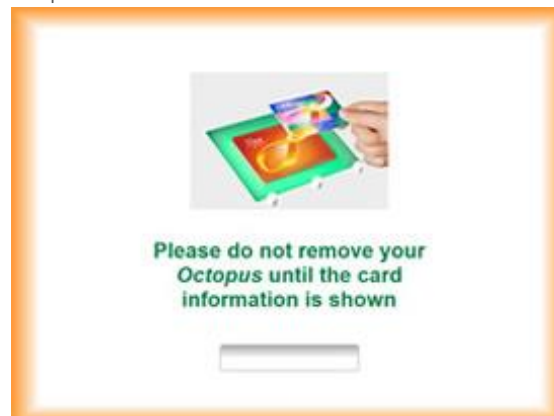 Please do not remove your
Octopus until the card
information is shown